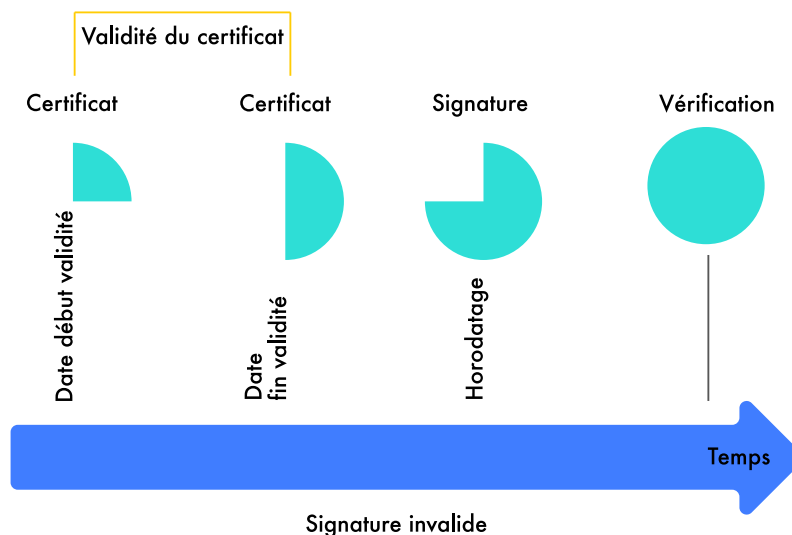 Validité du certificat
Certificat
Certificat
Signature
Vérification
Date début validité
Date
fin validité
Horodatage
Temps
Signature invalide